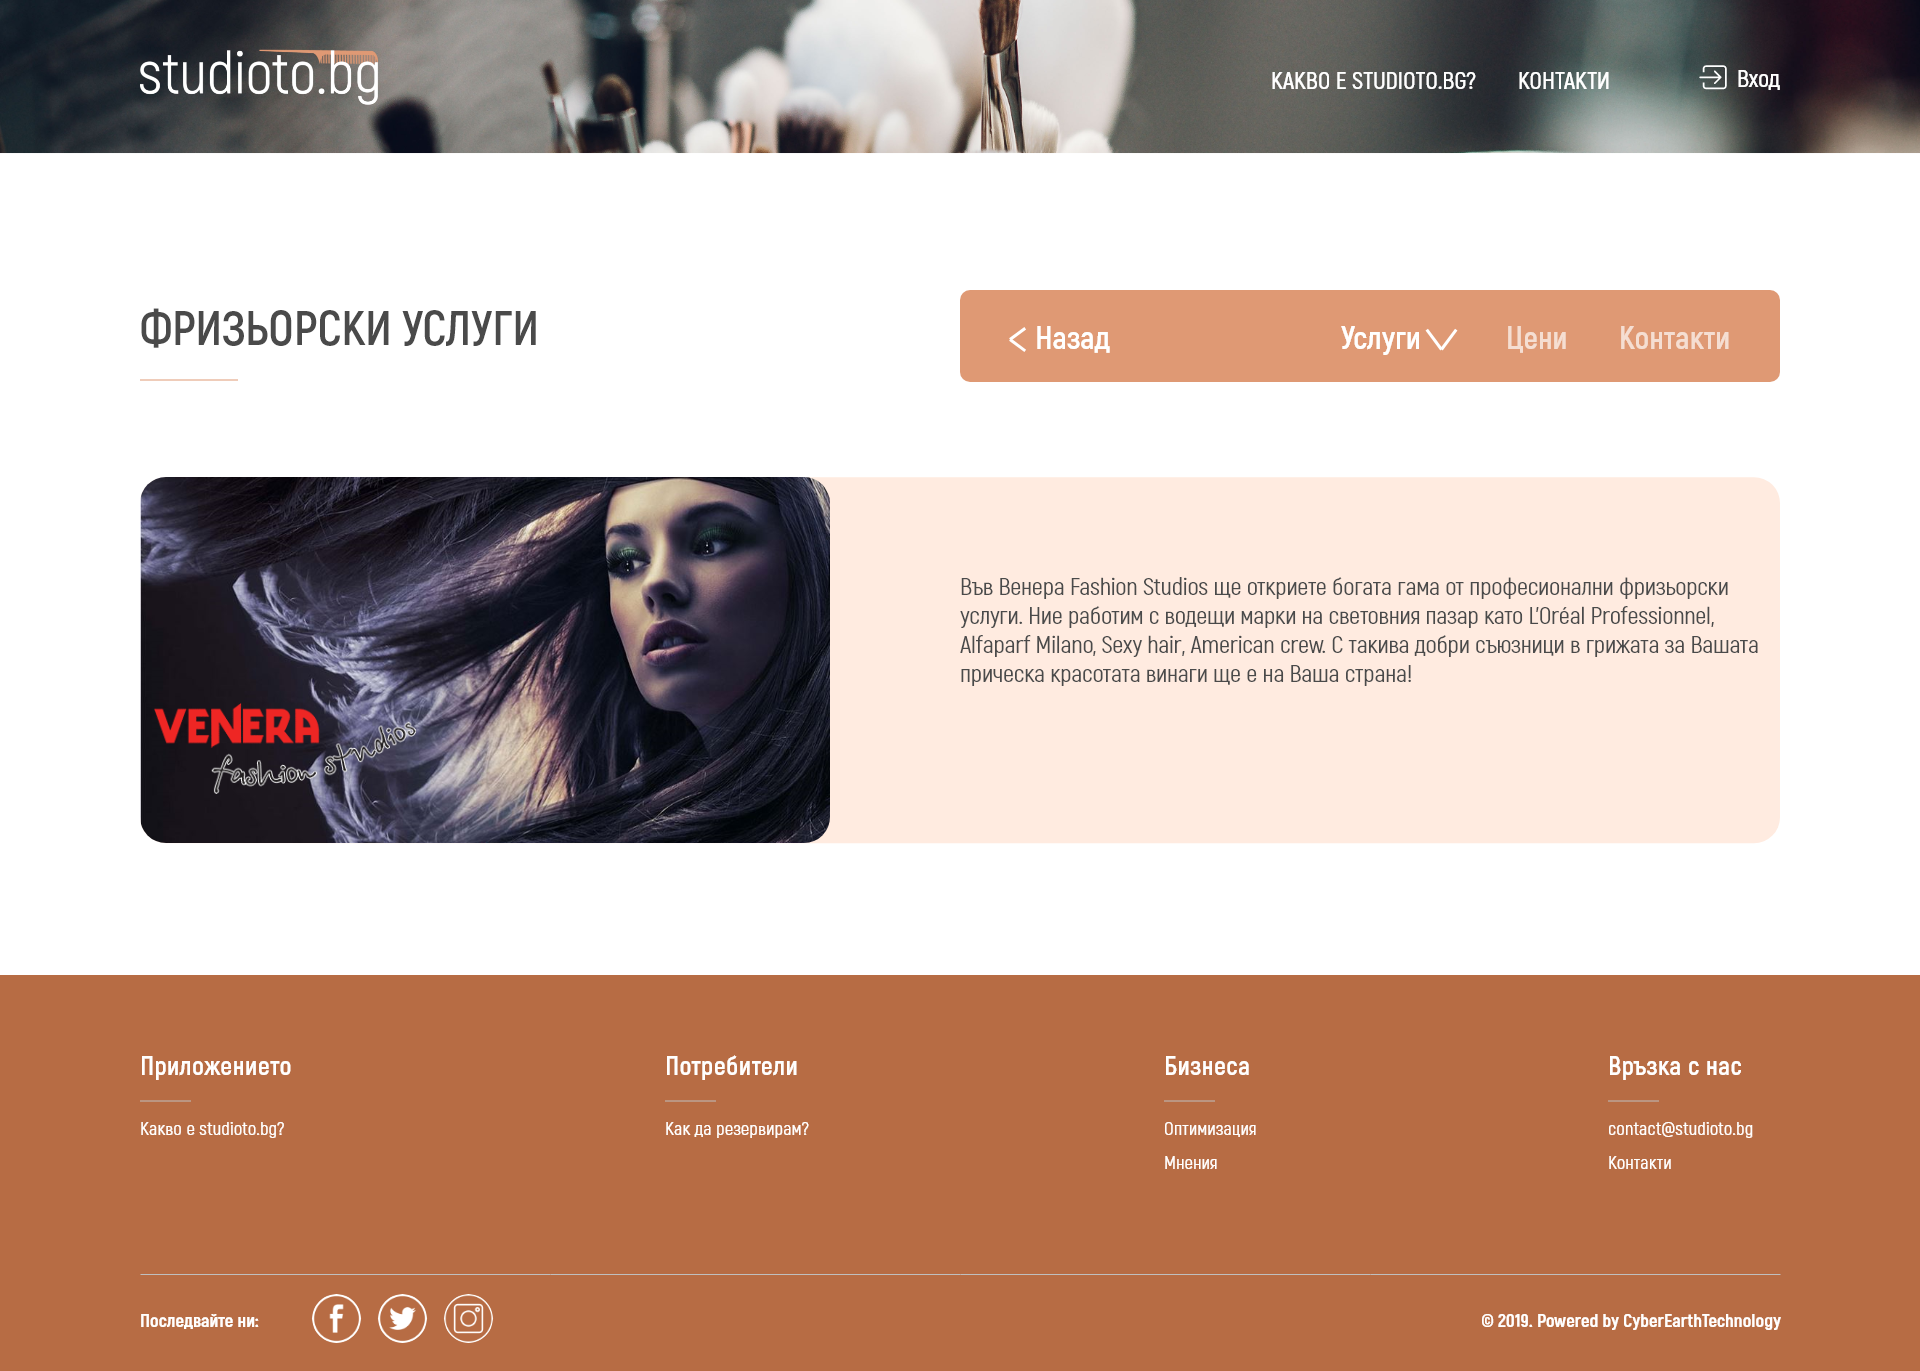 studioto.bg
КАКВО Е STUDIOTO.BG?
КОНТАКТИ
Вход
ФРИЗЬОРСКИ УСЛУГИ
Назад
Услуги
Цени
Контакти
Във Венера Fashion Studios ще откриете богата гама от професионални фризьорски
услуги. Ние работим с водещи марки на световния пазар като L'Oréal Professionnel,
Alfaparf Milano, Sexy hair, American crew. С такива добри съюзници в грижата за Вашата
прическа красотата винаги ще е на Ваша страна!
VENERA
fashion studios
Приложението
Какво е studioto.bg?
Потребители
Как да резервирам?
Бизнеса
Оптимизация
Мнения
Връзка с нас
contact@studioto.bg
Контакти
Последвайте ни:
© 2019. Powered by CyberEarthTechnology